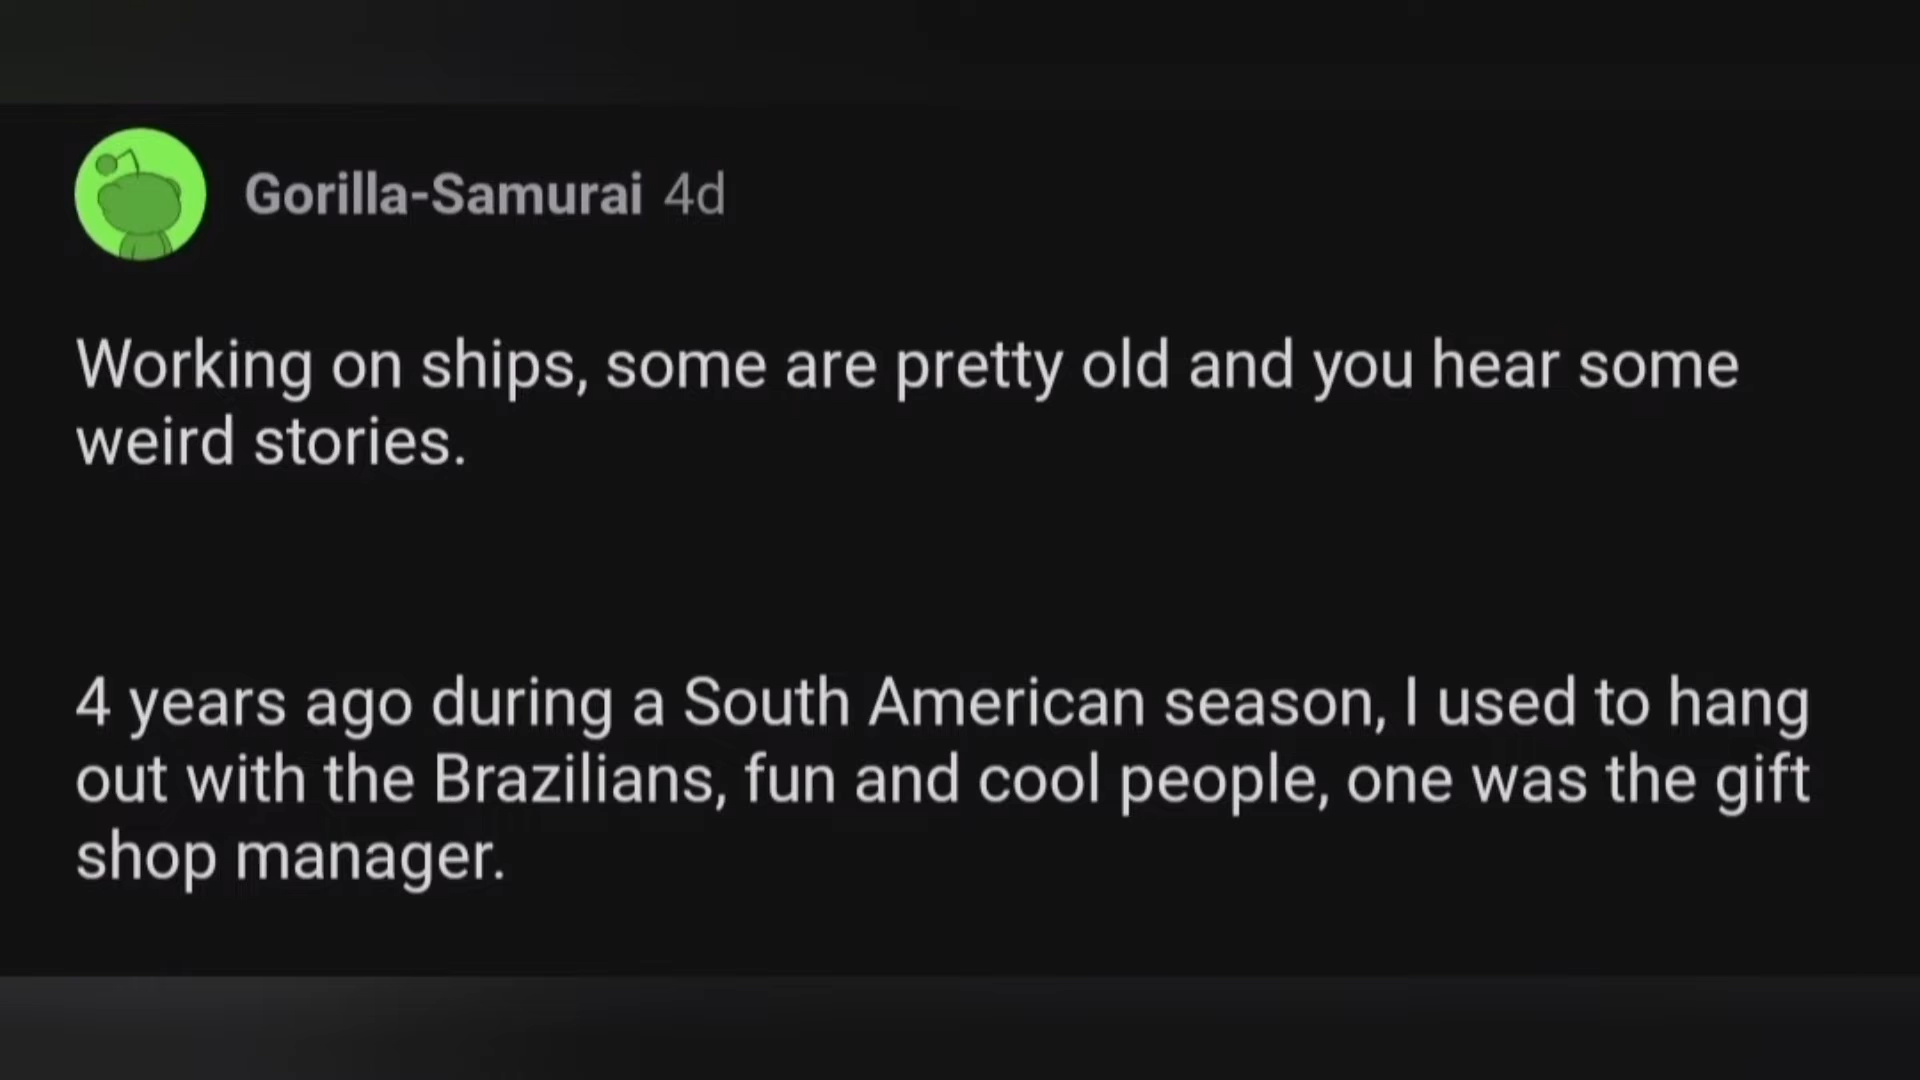 Gorilla-Samurai 4d
Working on ships, some are pretty old and you hear some
weird stories.
4 years ago during a South American season, I used to hang
out with the Brazilians, fun and cool people, one was the gift
shop manager.